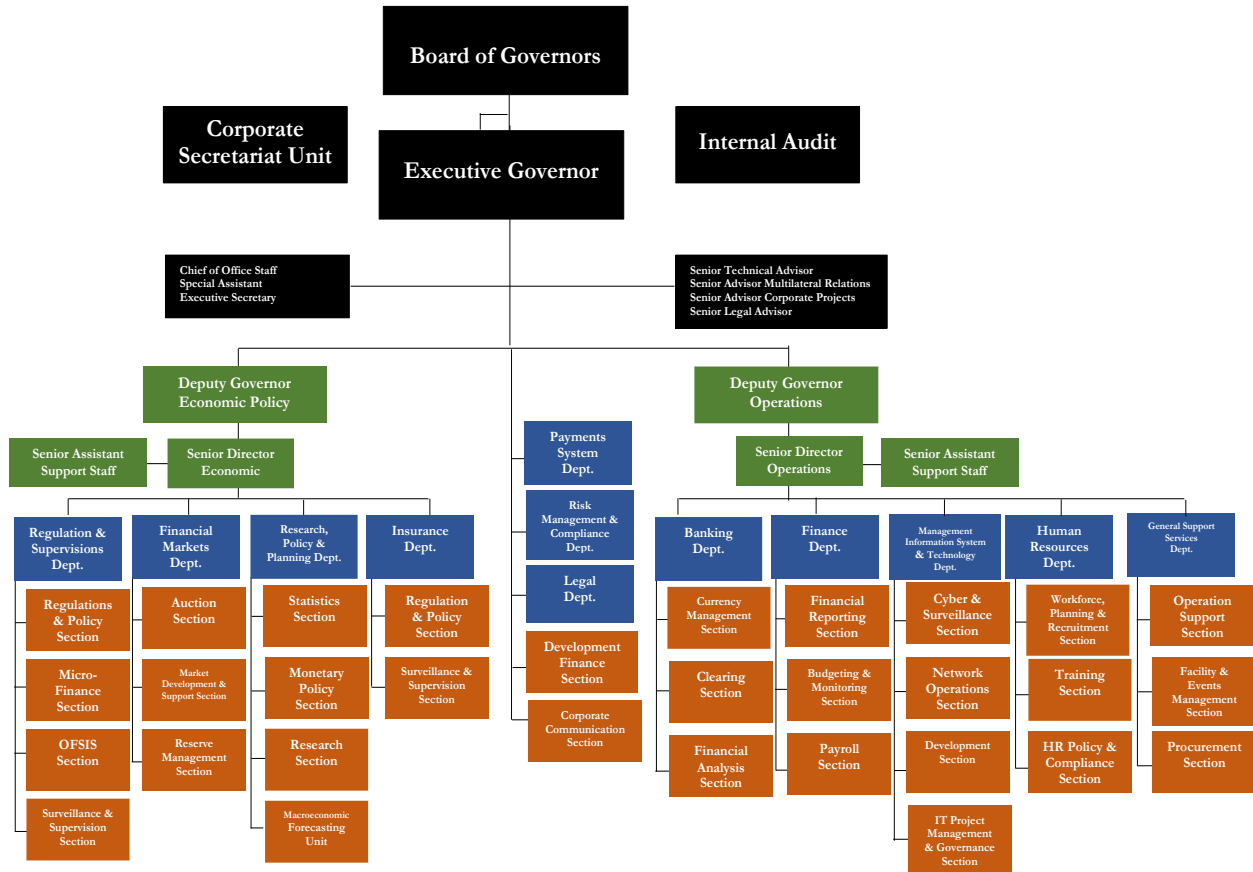 Board of Governors
Corporate
Secretariat Unit
Executive Governor
Internal Audit
Chief of Office Staff
Special Assistant
Executive Secretary
Senior Technical Advisor
Senior Advisor Multilateral Relations
Senior Advisor Corporate Projects
Senior Legal Advisor
Deputy Governor
Economic Policy
Deputy Governor
Operations
Senior Assistant
Support Staff
Senior Director
Economic
Senior Director
Operations
Senior Assistant
Support Staff
Payments
System
Dept.
Risk
Management &
Compliance
Dept.
Legal
Dept.
Development
Finance
Section
Corporate
Communication
Section
Regulation &
Supervisions
Dept.
Regulations
& Policy
Section
Micro-
Finance
Section
OFSIS
Section
Surveillance &
Supervision
Section
Financial
Markets
Dept.
Auction
Section
Market
Development &
Support Section
Reserve
Management
Section
Research,
Policy &
Planning Dept.
Statistics
Section
Monetary
Policy
Section
Research
Section
Macroeconomic
Forecasting
Unit
Insurance
Dept.
Regulation
& Policy
Section
Surveillance &
Supervision
Section
Banking
Dept.
Currency
Management
Section
Clearing
Section
Financial
Analysis
Section
Finance
Dept.
Financial
Reporting
Section
Budgeting &
Monitoring
Section
Payroll
Section
Management
Information System
& Technology
Dept.
Cyber &
Surveillance
Section
Network
Operations
Section
Development
Section
IT Project
Management
& Governance
Section
Human
Resources
Dept.
Workforce,
Planning &
Recruitment
Section
Training
Section
HR Policy &
Compliance
Section
General Support
Services
Dept.
Operation
Support
Section
Facility &
Events
Management
Section
Procurement
Section